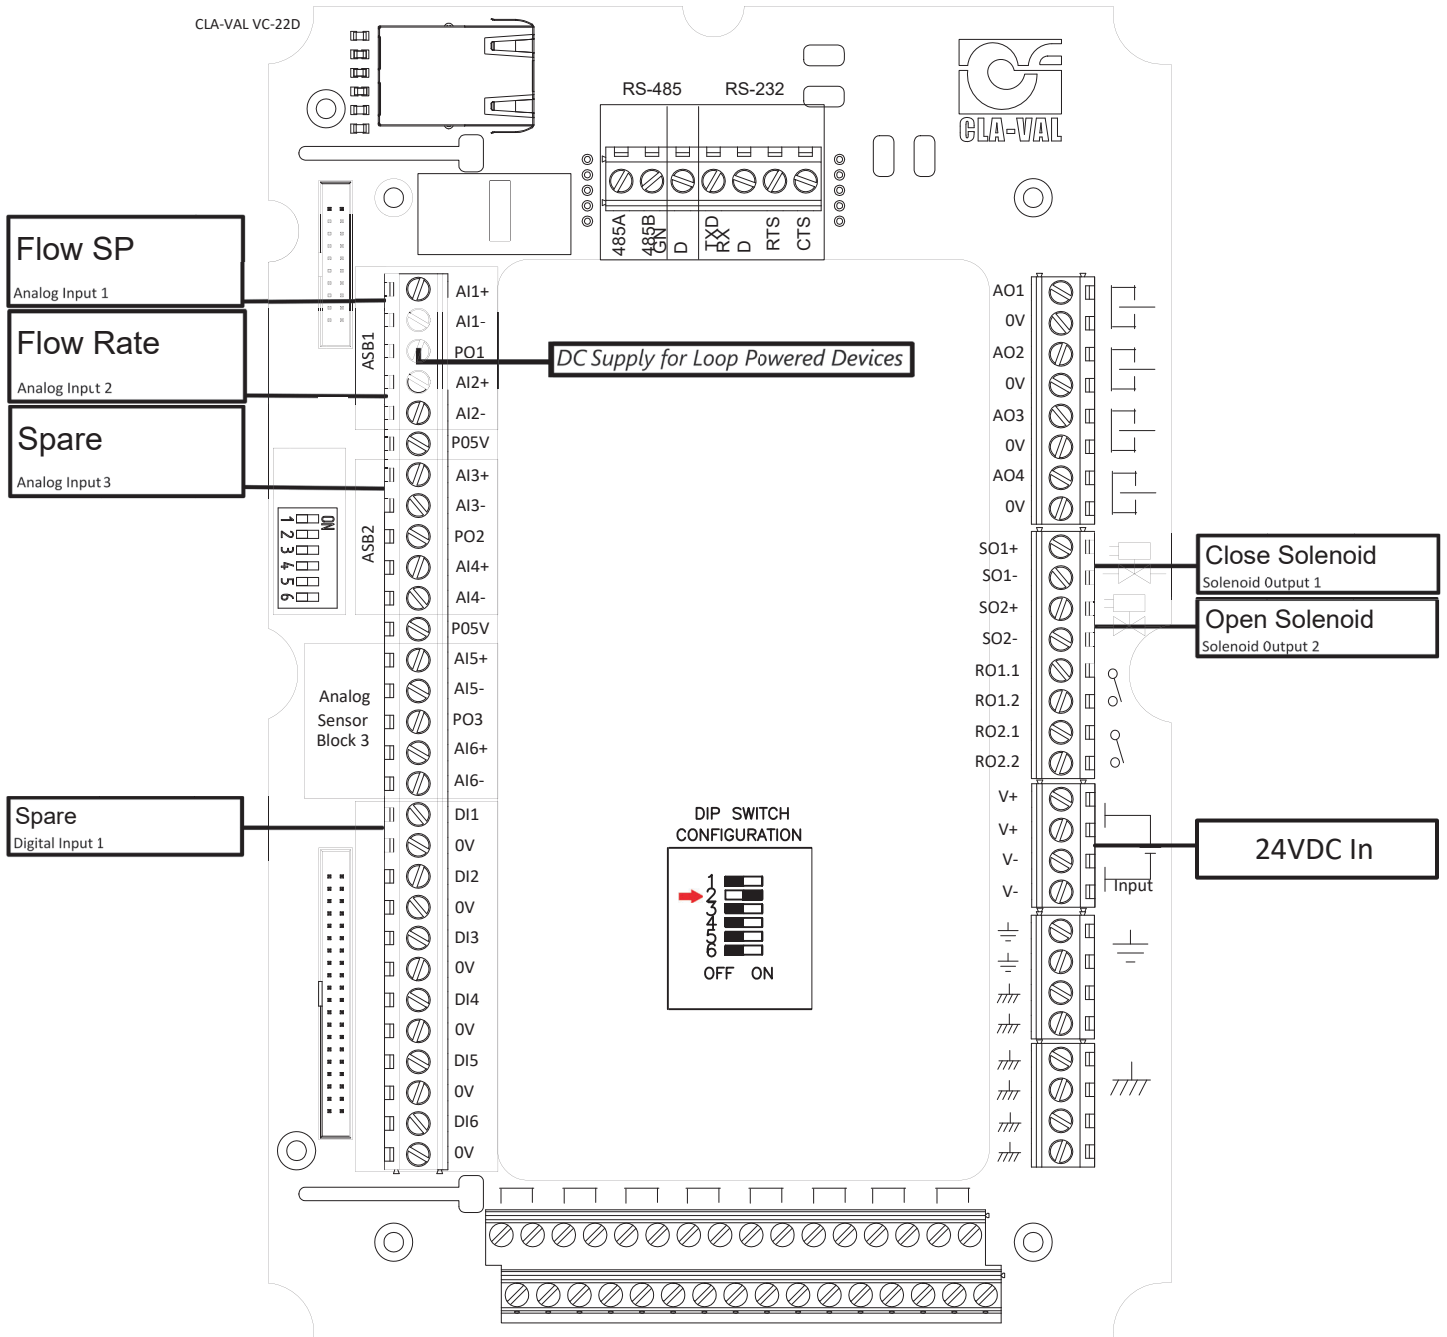 CLA-VAL VC-22D
RS-485
RS-232
CLA-VAL
485A
485B
GN
D
TXD
RX
D
RTS
CTS
Flow SP
Analog Input 1
Flow Rate
Analog Input 2
Spare
Analog Input 3
ASB1
AI1+
AI1-
PO1
AI2+
AI2-
P05V
DC Supply for Loop Powered Devices
ASB2
AI3+
AI3-
PO2
AI4+
AI4-
P05V
ON
1
2
3
4
5
6
Analog
Sensor
Block 3
AI5+
AI5-
PO3
AI6+
AI6-
Spare
Digital Input 1
DI1
0V
DI2
0V
DI3
0V
DI4
0V
DI5
0V
DI6
0V
DIP SWITCH
CONFIGURATION
1
2
3
4
5
6
OFF ON
AO1
0V
AO2
0V
AO3
0V
AO4
0V
SO1+
SO1-
SO2+
SO2-
RO1.1
RO1.2
RO2.1
RO2.2
Close Solenoid
Solenoid Output 1
Open Solenoid
Solenoid Output 2
V+
V+
V-
V-
Input
24VDC In